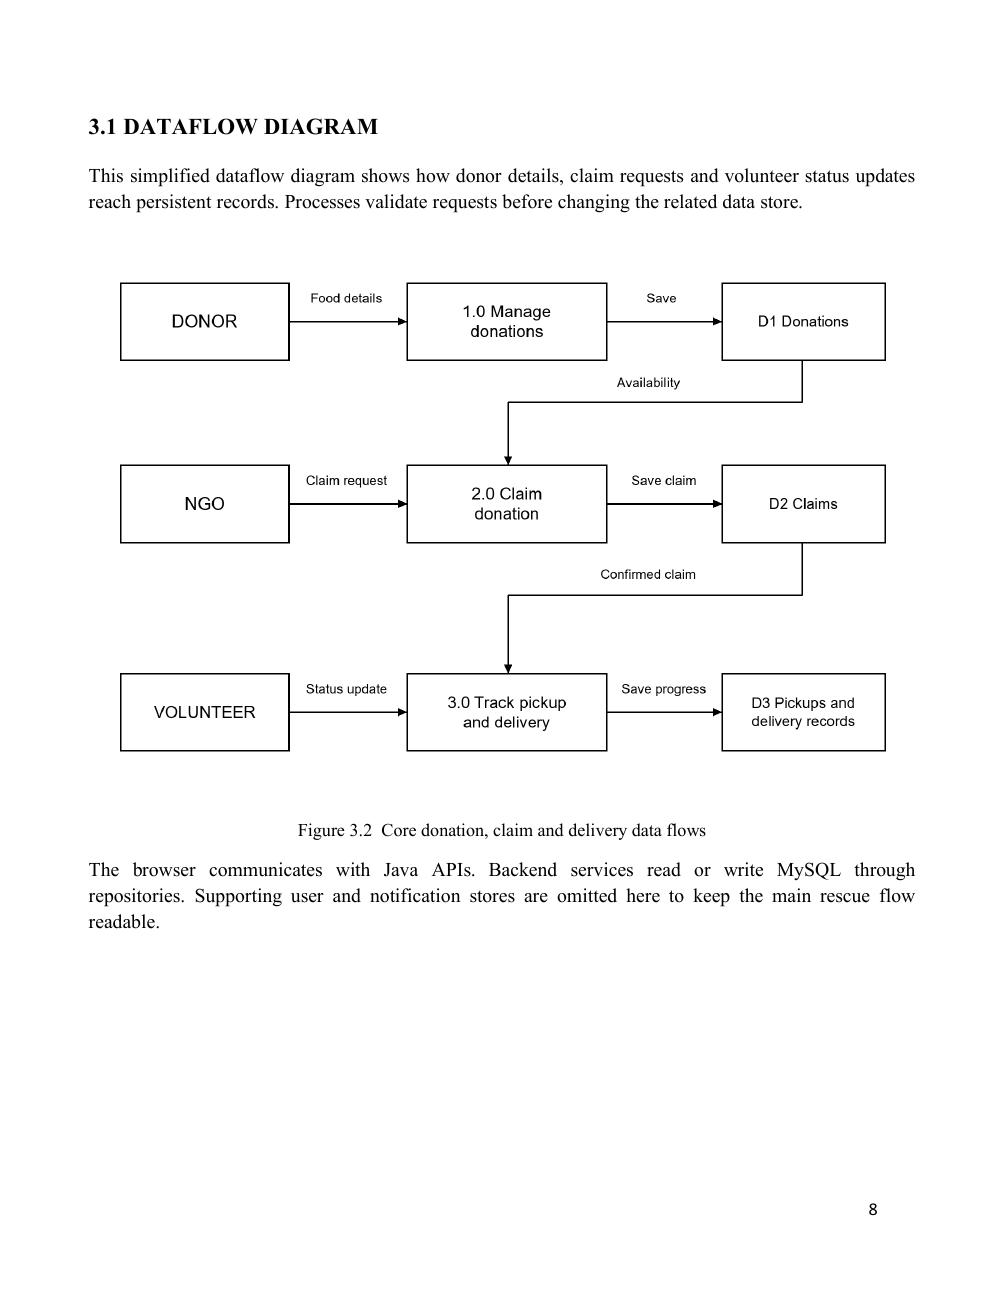 3.1 DATAFLOW DIAGRAM
This simplified dataflow diagram shows how donor details, claim requests and volunteer status updates
reach persistent records. Processes validate requests before changing the related data store.
DONOR
Food details
1.0 Manage
donations
Save
D1 Donations
Availability
NGO
Claim request
2.0 Claim
donation
Save claim
D2 Claims
Confirmed claim
VOLUNTEER
Status update
3.0 Track pickup
and delivery
Save progress
D3 Pickups and
delivery records
Figure 3.2  Core donation, claim and delivery data flows
The browser communicates with Java APIs. Backend services read or write MySQL through
repositories. Supporting user and notification stores are omitted here to keep the main rescue flow
readable.
8